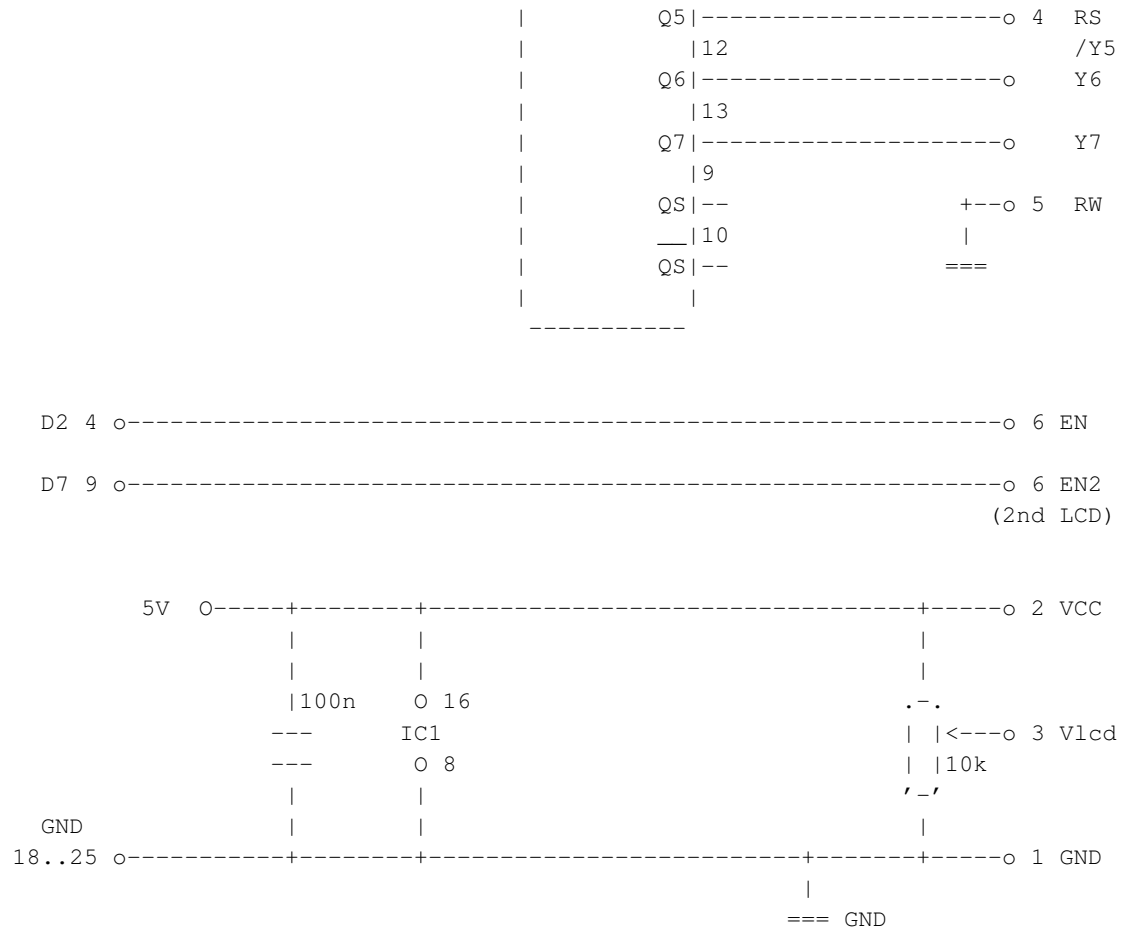 Q5 4 RS
12 /Y5
Q6 Y6
13
Q7 Y7
9
QS 5 RW
10
QS
D2 4 6 EN
D7 9 6 EN2
(2nd LCD)
5V 2 VCC
100n 16
IC1 3 Vlcd
8 10k
GND
18..25 1 GND
GND